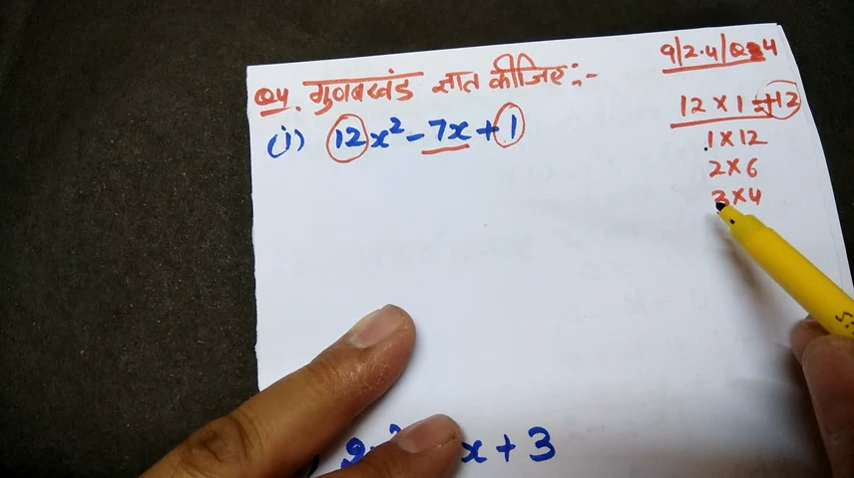 9/2.4/Q.4
Q4. गुणनखंड ज्ञात कीजिए:-
(i) 12x² - 7x + 1
12 × 1 = +12
1 × 12
2 × 6
3 × 4
x + 3